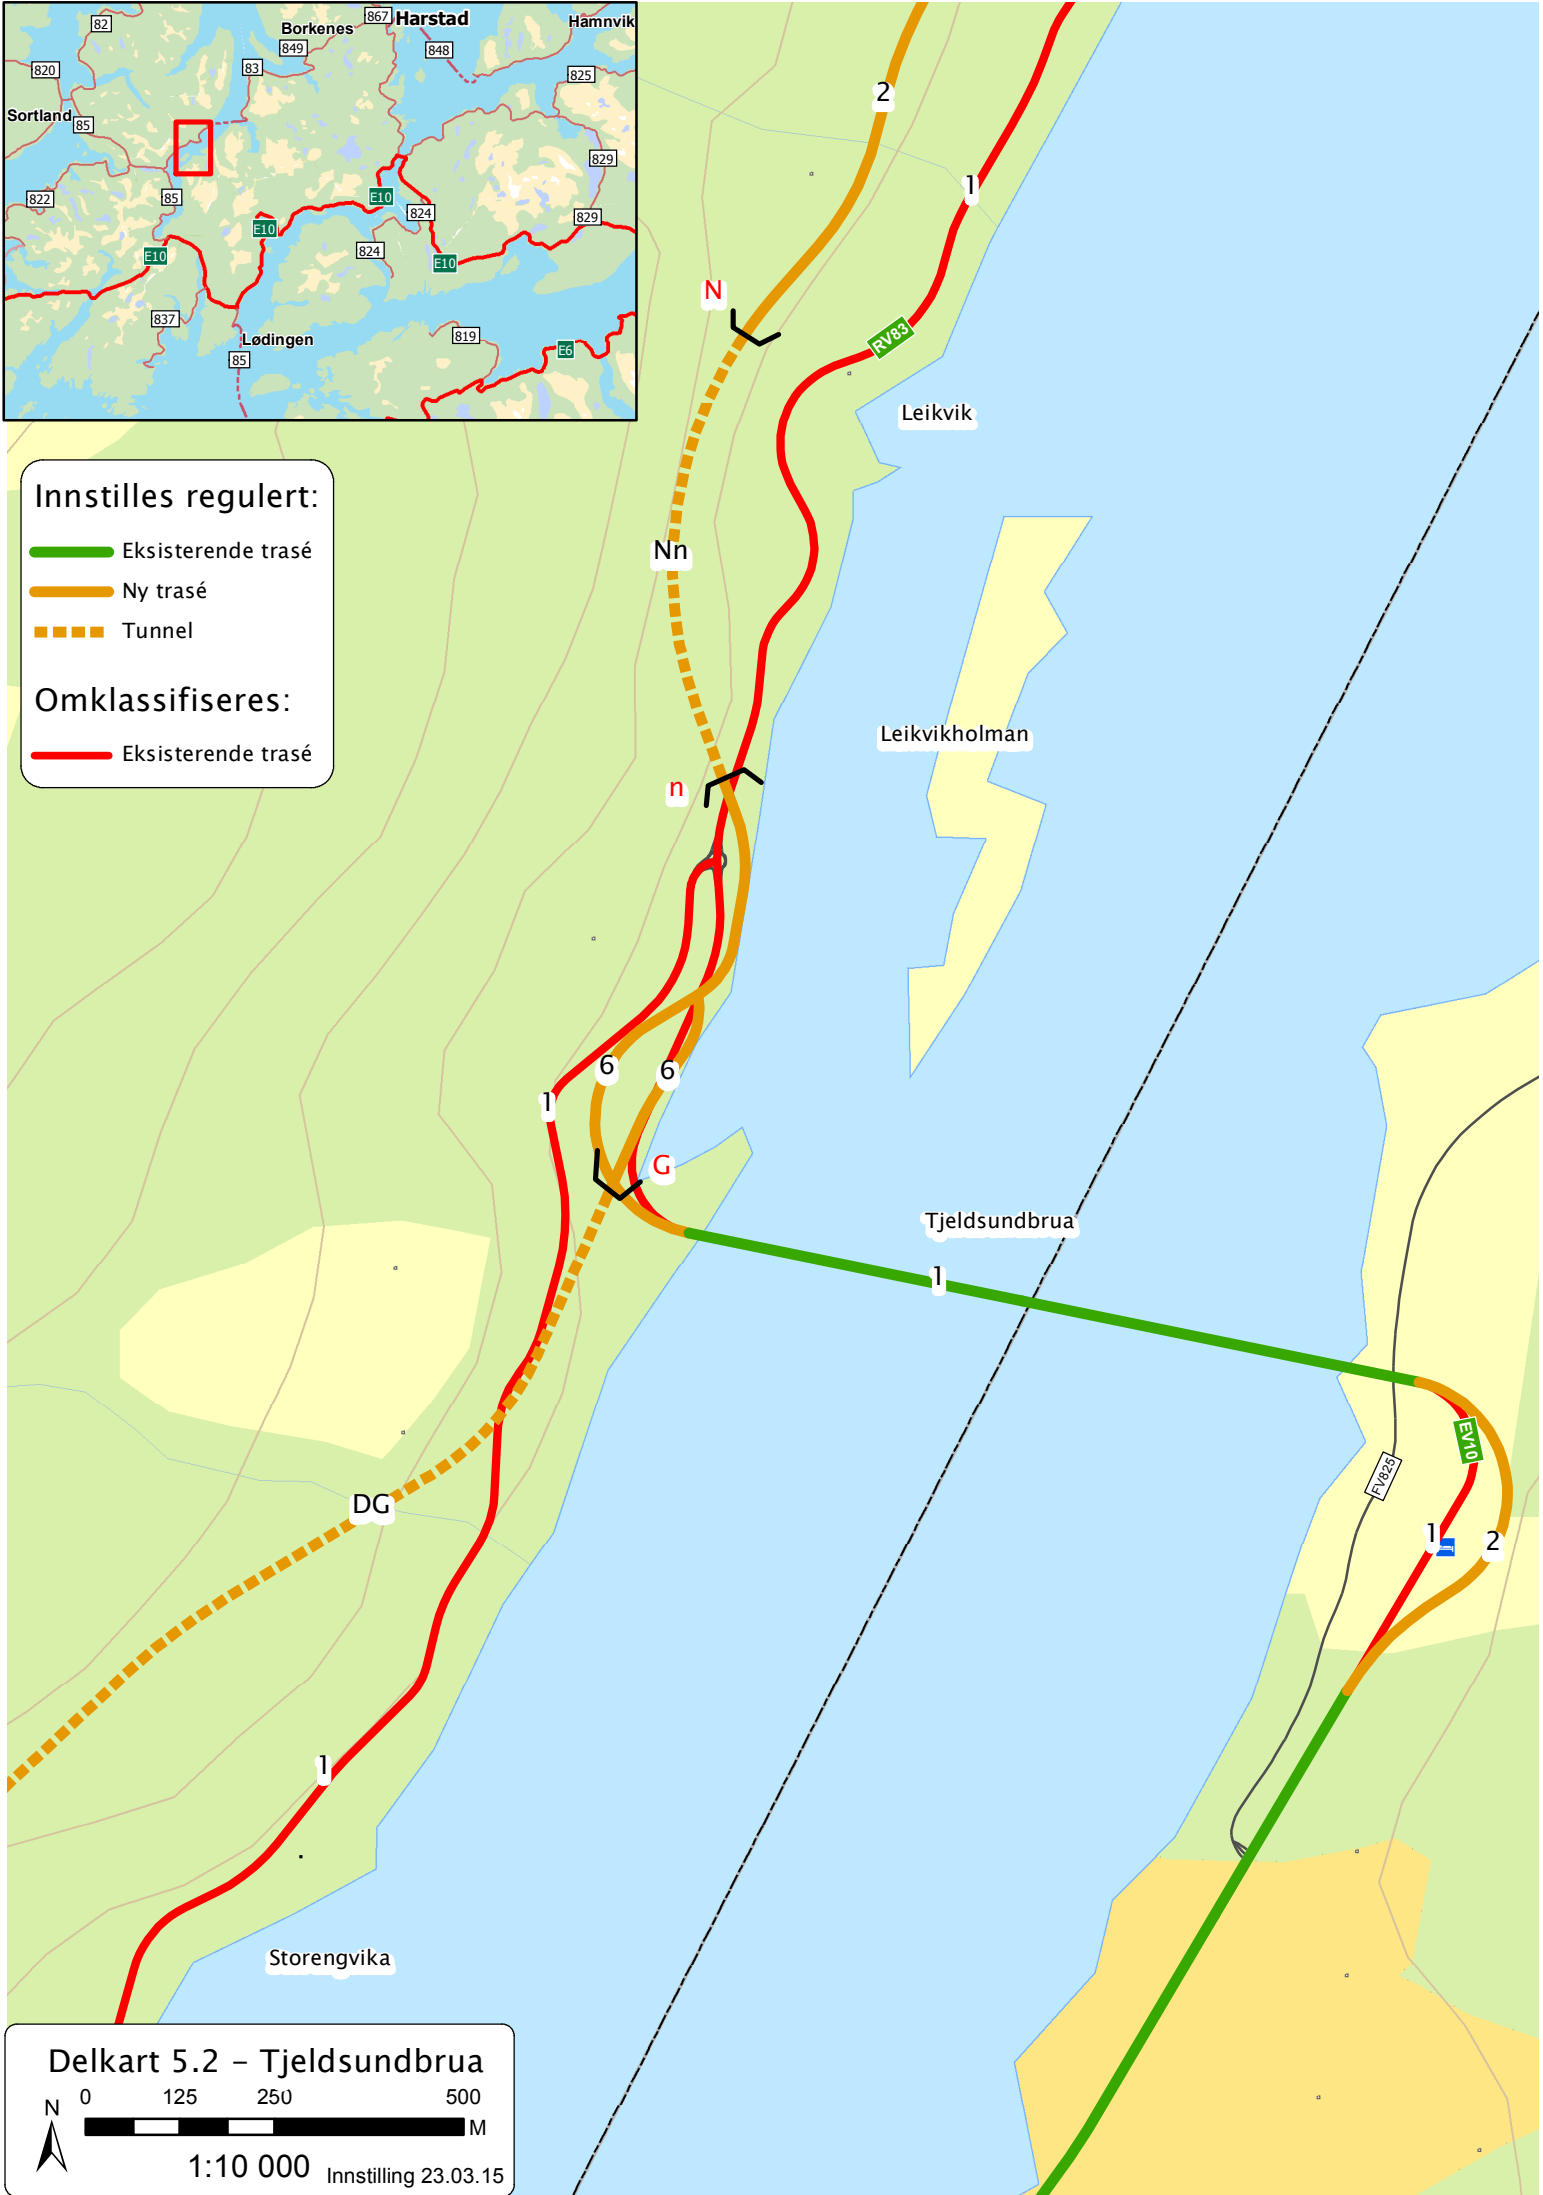 82
867
Harstad
Hamnvik
Borkenes
849
848
83
820
825
Sortland
85
829
822
85
E10
824
829
E10
E10
824
E10
837
Lødingen
819
E6
85
2
1
N
RV83
Leikvik
Innstilles regulert:
Eksisterende trasé
Ny trasé
Tunnel
Omklassifiseres:
Eksisterende trasé
Nn
Leikvikholman
n
6
6
1
G
Tjeldsundbrua
1
EV10
FV825
DG
1
2
1
Storengvika
Delkart 5.2 – Tjeldsundbrua
0 125 250 500
N
M
1:10 000 Innstilling 23.03.15